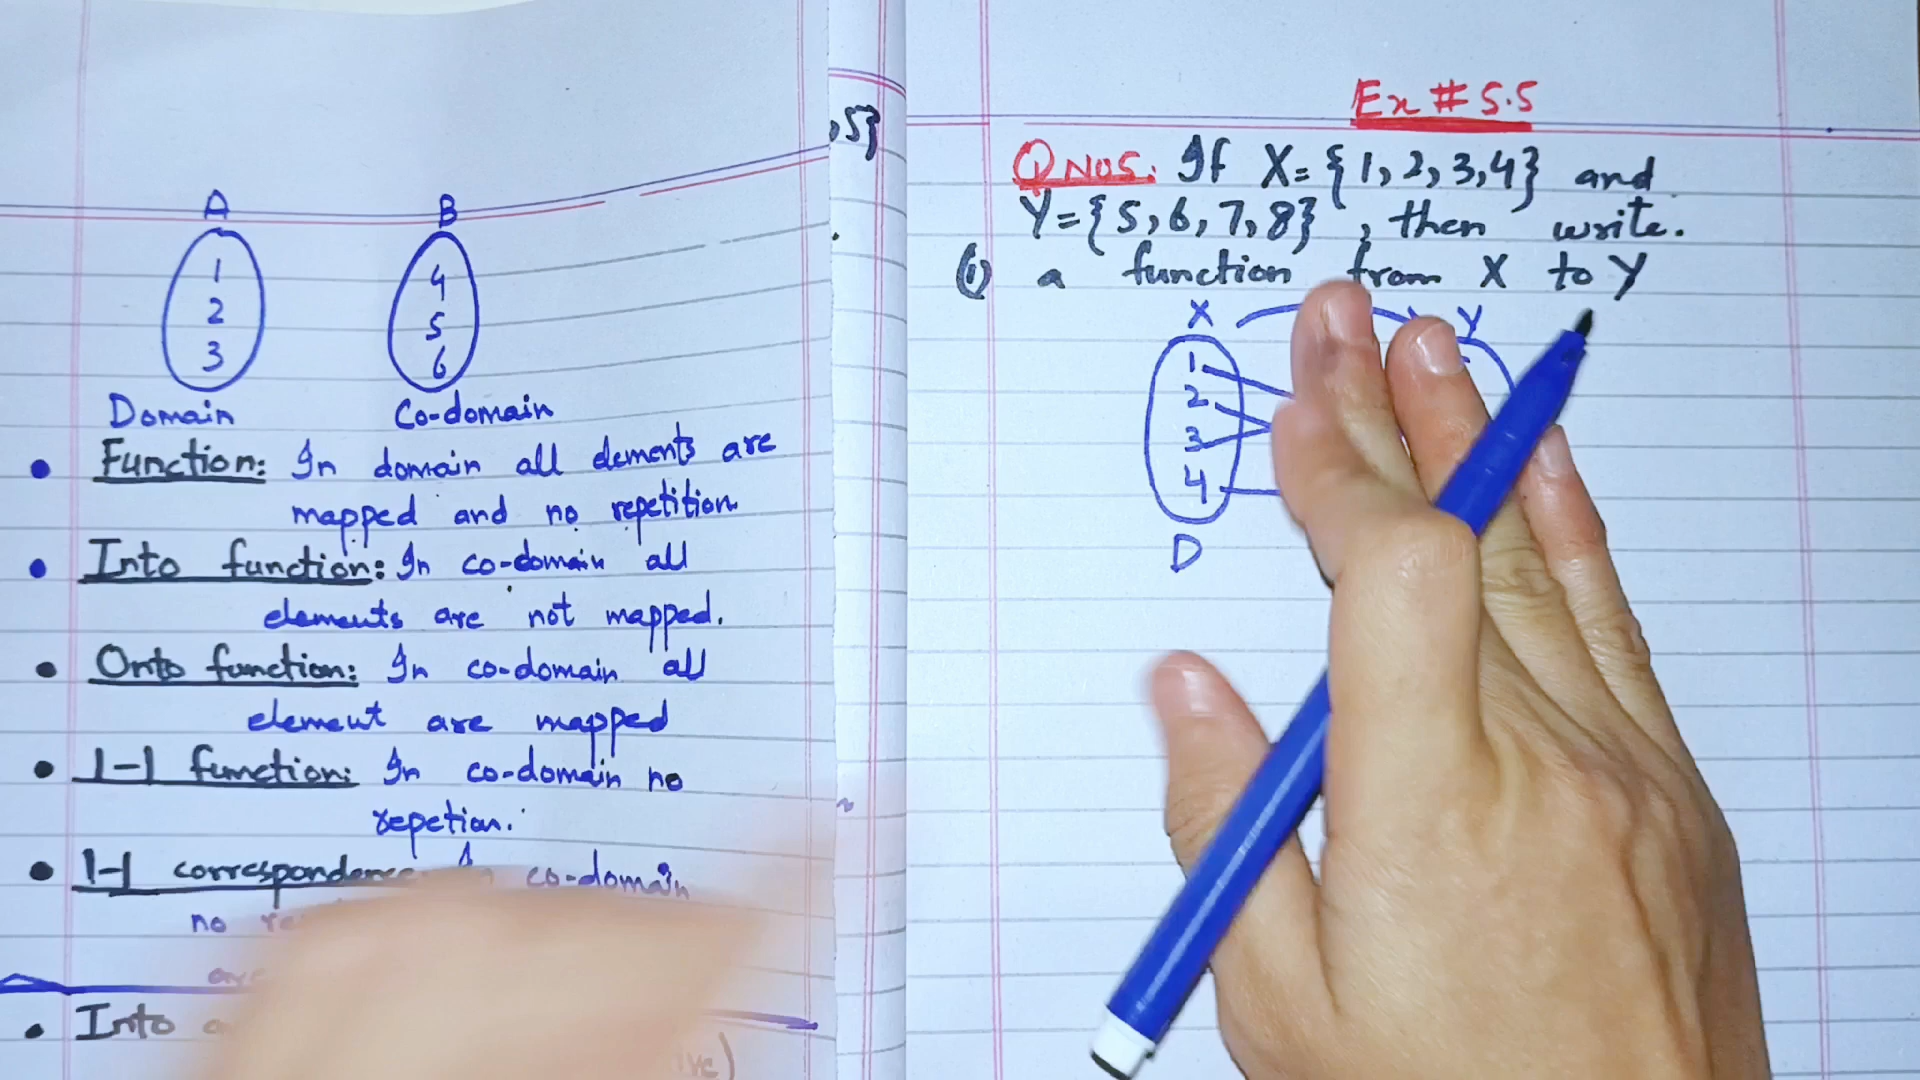 A B
1 4
2 5
3 6
Domain Co-domain
• Function: In domain all elements are
mapped and no repetition
• Into function: In co-domain all
elements are not mapped.
• Onto function: In co-domain all
element are mapped
• 1-1 function: In co-domain no
repetion.
• 1-1 correspondence co-domain
no
are
• Into
,5}
Ex # 5.5
Q NO5. If X = {1, 2, 3, 4} and
Y = {5, 6, 7, 8} , then write.
(i) a function from X to Y
X Y
1
2
3
4
D